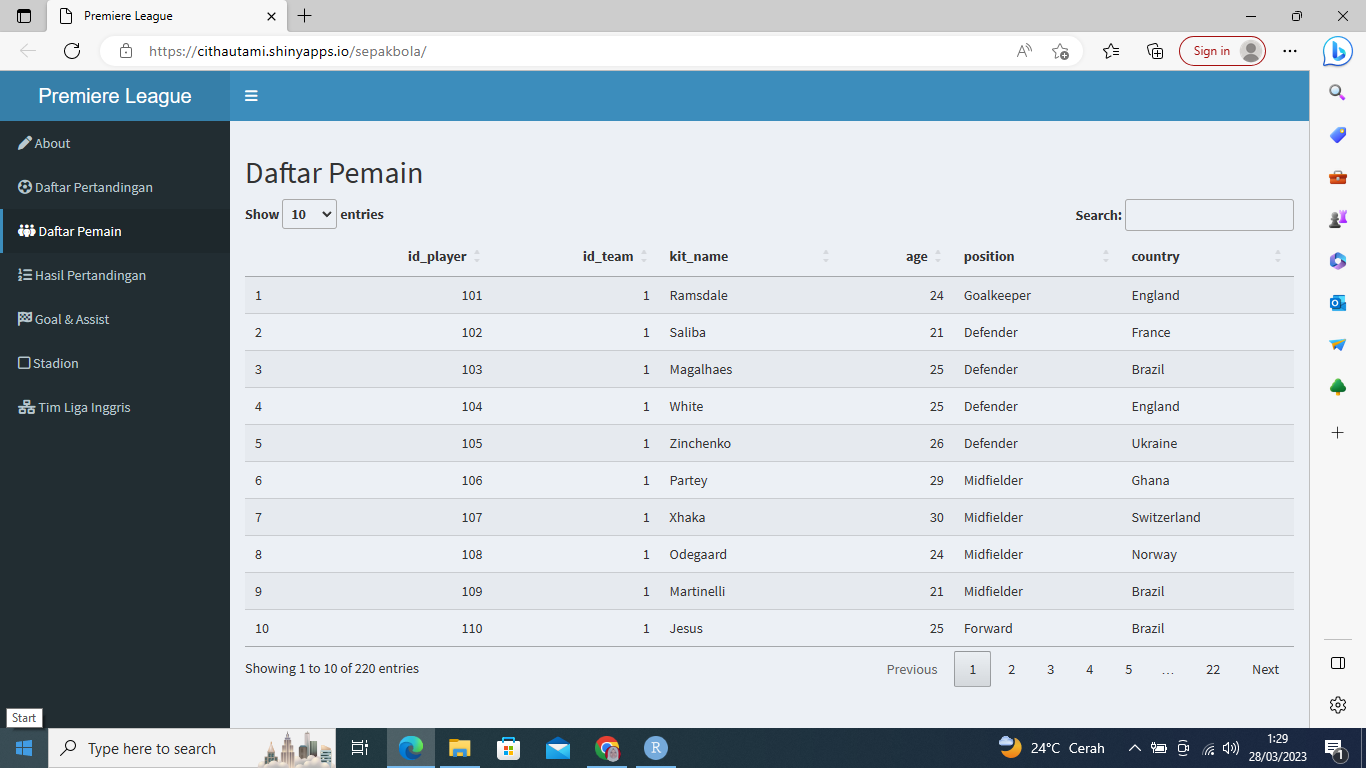 Premiere League
https://cithautami.shinyapps.io/sepakbola/
Sign in
Premiere League
About
Daftar Pertandingan
Daftar Pemain
Hasil Pertandingan
Goal & Assist
Stadion
Tim Liga Inggris
Daftar Pemain
Show 10 entries Search:
id_player id_team kit_name age position country
1 101 1 Ramsdale 24 Goalkeeper England
2 102 1 Saliba 21 Defender France
3 103 1 Magalhaes 25 Defender Brazil
4 104 1 White 25 Defender England
5 105 1 Zinchenko 26 Defender Ukraine
6 106 1 Partey 29 Midfielder Ghana
7 107 1 Xhaka 30 Midfielder Switzerland
8 108 1 Odegaard 24 Midfielder Norway
9 109 1 Martinelli 21 Midfielder Brazil
10 110 1 Jesus 25 Forward Brazil
Showing 1 to 10 of 220 entries Previous 1 2 3 4 5 … 22 Next
Start
Type here to search
R
24°C Cerah
1:29
28/03/2023
1